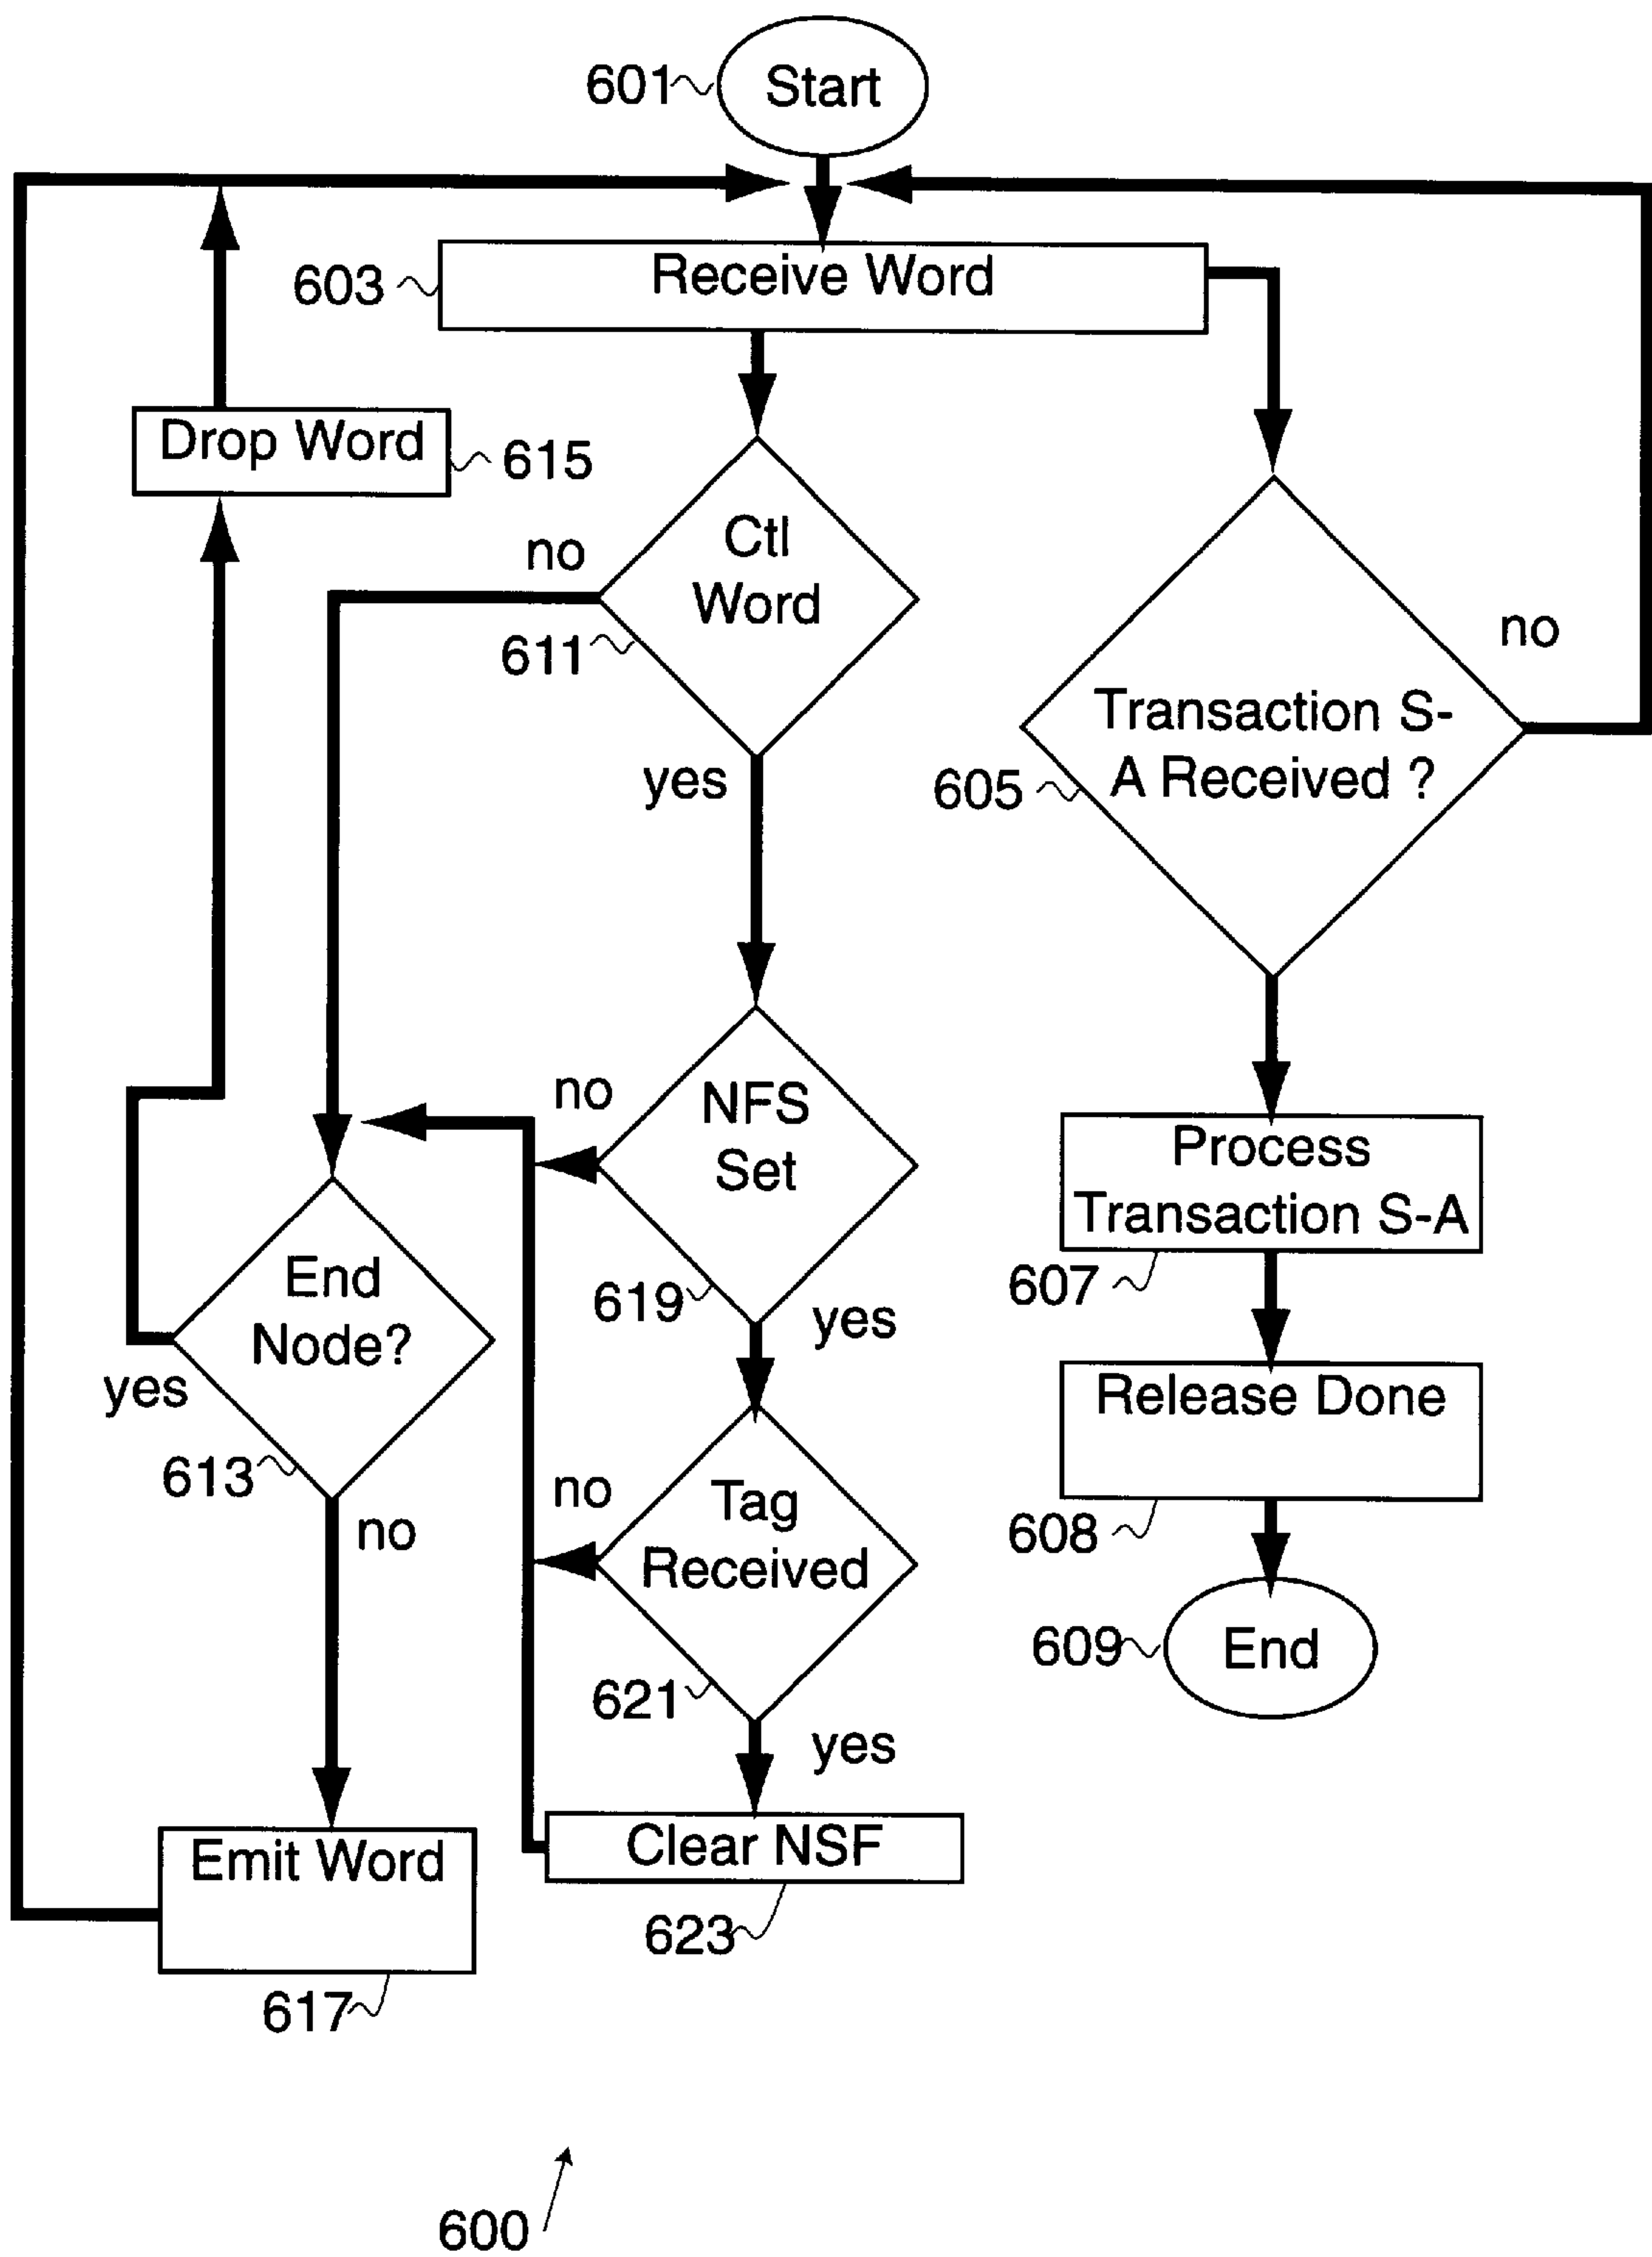 601 Start
603 Receive Word
Drop Word 615
Ctl
Word
no
611
yes
Transaction S-
A Received ?
no
605
NFS
Set
no
619
yes
Process
Transaction S-A
607
End
Node?
yes
613
no
Release Done
608
Tag
Received
no
621
yes
609 End
Emit Word
617
Clear NSF
623
600